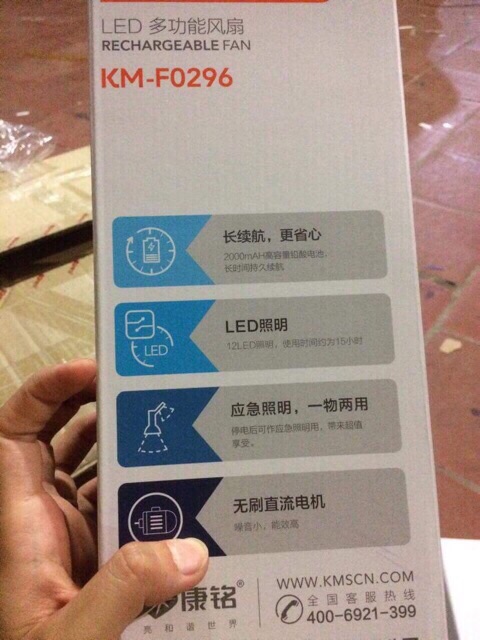 LED 多功能风扇
RECHARGEABLE FAN
KM-F0296
长续航，更省心
2000mAH高容量铅酸电池，
长时间持久续航
LED
LED照明
12LED照明，使用时间约为15小时
应急照明，一物两用
停电后可作应急照明用，带来超值
享受。
无刷直流电机
噪音小，能效高
康铭®
亮和谐世界
WWW.KMSCN.COM
全国客服热线
400-6921-399